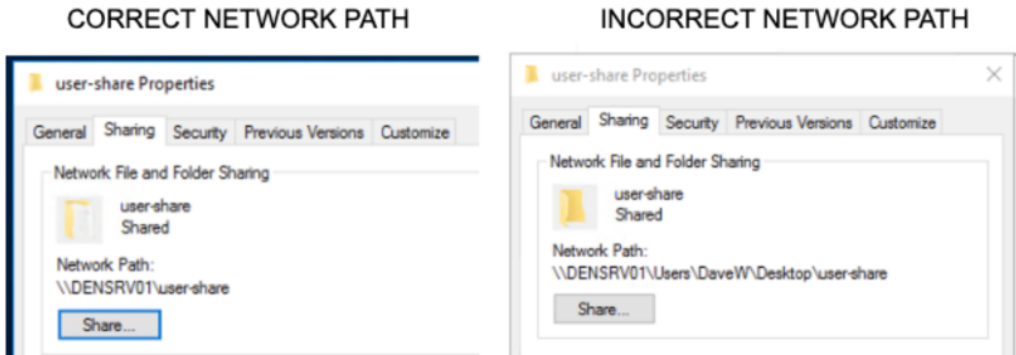 CORRECT NETWORK PATH
user-share Properties
General Sharing Security Previous Versions Customize
Network File and Folder Sharing
user-share
Shared
Network Path:
\\DENSRV01\user-share
Share...
INCORRECT NETWORK PATH
user-share Properties
General Sharing Security Previous Versions Customize
Network File and Folder Sharing
user-share
Shared
Network Path:
\\DENSRV01\Users\DaveW\Desktop\user-share
Share...